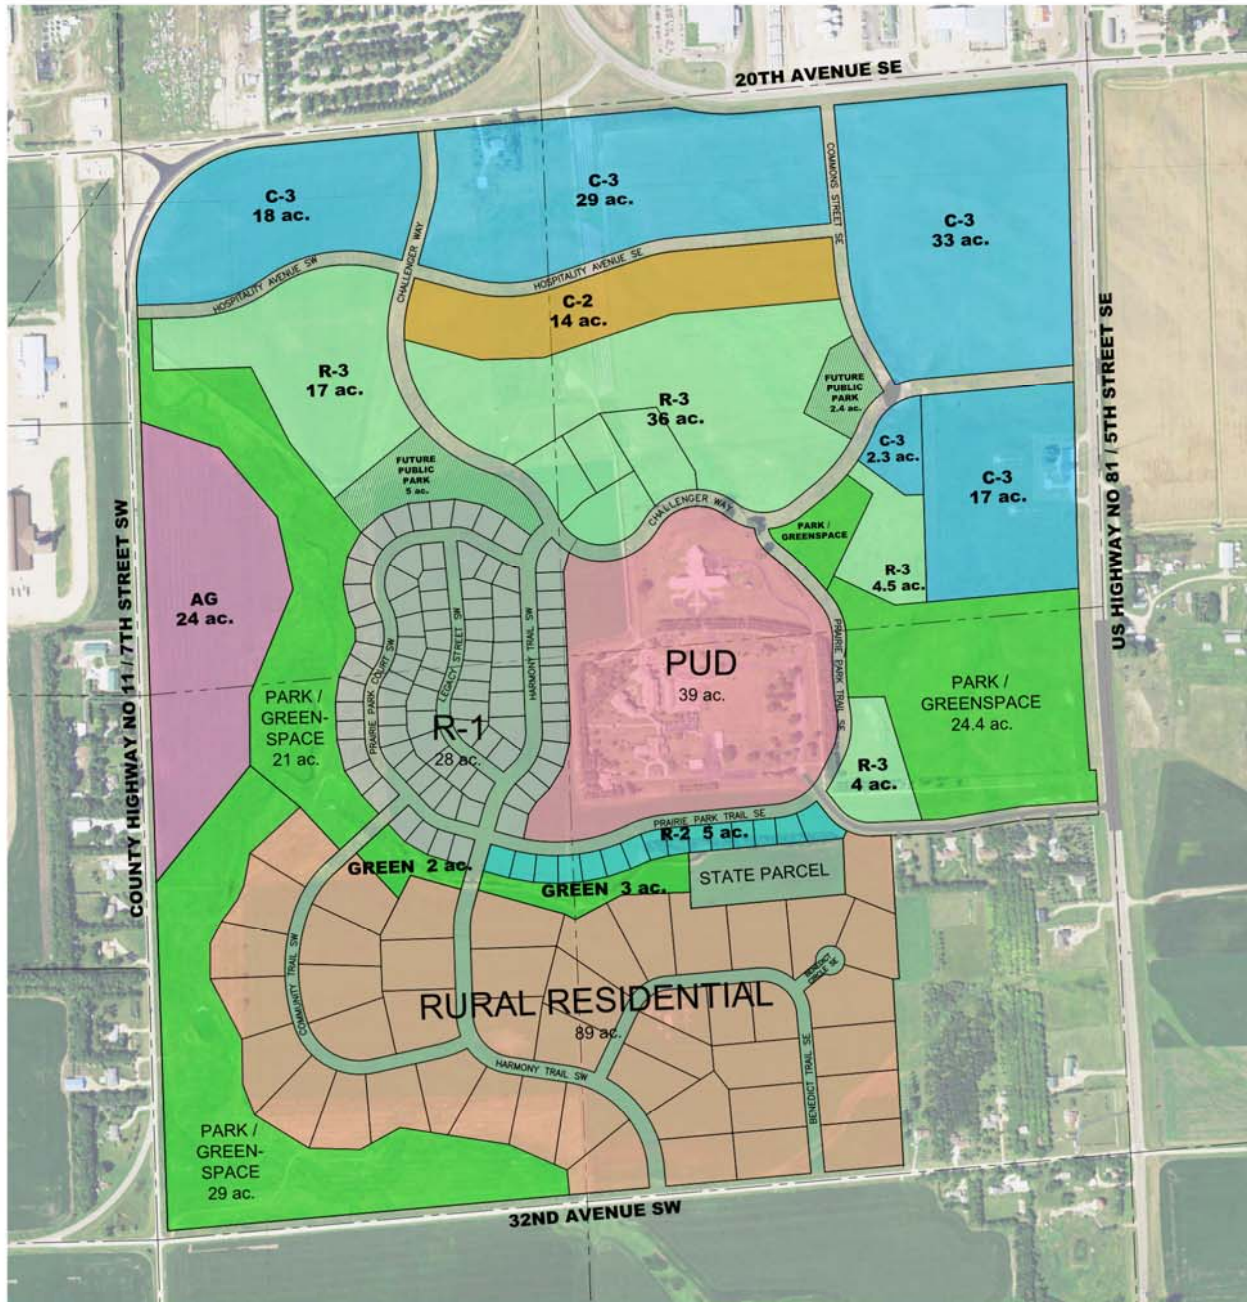 20TH AVENUE SE
C-3
18 ac.
C-3
29 ac.
C-3
33 ac.
COMMONS STREET SE
CHALLENGER WAY
HOSPITALITY AVENUE SW
HOSPITALITY AVENUE SE
C-2
14 ac.
R-3
17 ac.
R-3
36 ac.
FUTURE
PUBLIC
PARK
2.4 ac.
C-3
2.3 ac.
C-3
17 ac.
FUTURE
PUBLIC
PARK
5 ac.
CHALLENGER WAY
PARK /
GREENSPACE
R-3
4.5 ac.
AG
24 ac.
COUNTY HIGHWAY NO 11 / 7TH STREET SW
US HIGHWAY NO 81 / 5TH STREET SE
PRAIRIE PARK COURT SW
LEGACY STREET SW
HARMONY TRAIL SW
R-1
28 ac.
PUD
39 ac.
PRAIRIE PARK TRAIL SE
PARK /
GREENSPACE
24.4 ac.
PARK /
GREEN-
SPACE
21 ac.
R-3
4 ac.
PRAIRIE PARK TRAIL SE
R-2 5 ac.
GREEN 2 ac.
GREEN 3 ac.
STATE PARCEL
COMMUNITY TRAIL SW
BENEDICT
CIRCLE SE
RURAL RESIDENTIAL
89 ac.
HARMONY TRAIL SW
BENEDICT TRAIL SE
PARK /
GREEN-
SPACE
29 ac.
32ND AVENUE SW